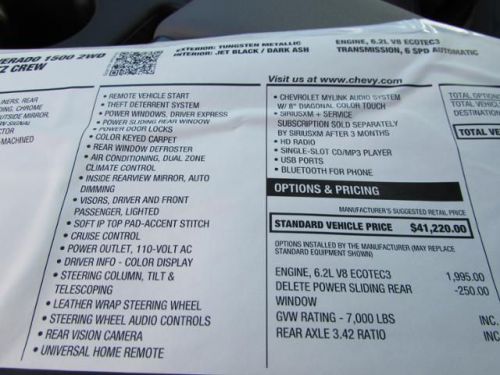 ERADO 1500 2WD
Z CREW
EXTERIOR: TUNGSTEN METALLIC
INTERIOR: JET BLACK / DARK ASH
ENGINE, 6.2L V8 ECOTEC3
TRANSMISSION, 6 SPD AUTOMATIC
Visit us at www.chevy.com
INERS, REAR
DING, CHROME
OUTSIDE MIRROR,
W SIGNAL
CTOR
-MACHINED
• REMOTE VEHICLE START
• THEFT DETERRENT SYSTEM
• POWER WINDOWS, DRIVER EXPRESS
• POWER SLIDING REAR WINDOW
• POWER DOOR LOCKS
• COLOR KEYED CARPET
• REAR WINDOW DEFROSTER
• AIR CONDITIONING, DUAL ZONE
CLIMATE CONTROL
• INSIDE REARVIEW MIRROR, AUTO
DIMMING
• VISORS, DRIVER AND FRONT
PASSENGER, LIGHTED
• SOFT IP TOP PAD-ACCENT STITCH
• CRUISE CONTROL
• POWER OUTLET, 110-VOLT AC
• DRIVER INFO - COLOR DISPLAY
• STEERING COLUMN, TILT &
TELESCOPING
• LEATHER WRAP STEERING WHEEL
• STEERING WHEEL AUDIO CONTROLS
• REAR VISION CAMERA
• UNIVERSAL HOME REMOTE
• CHEVROLET MYLINK AUDIO SYSTEM
W/ 8" DIAGONAL COLOR TOUCH
• SIRIUSXM + SERVICE
SUBSCRIPTION SOLD SEPARATELY
BY SIRIUSXM AFTER 3 MONTHS
• HD RADIO
• SINGLE-SLOT CD/MP3 PLAYER
• USB PORTS
• BLUETOOTH FOR PHONE
OPTIONS & PRICING
MANUFACTURER'S SUGGESTED RETAIL PRICE
STANDARD VEHICLE PRICE $41,220.00
OPTIONS INSTALLED BY THE MANUFACTURER (MAY REPLACE
STANDARD EQUIPMENT SHOWN)
ENGINE, 6.2L V8 ECOTEC3 1,995.00
DELETE POWER SLIDING REAR -250.00
WINDOW
GVW RATING - 7,000 LBS INC.
REAR AXLE 3.42 RATIO INC.
TOTAL OPTIONS
TOTAL VEHICL
DESTINATION
TOTAL VE